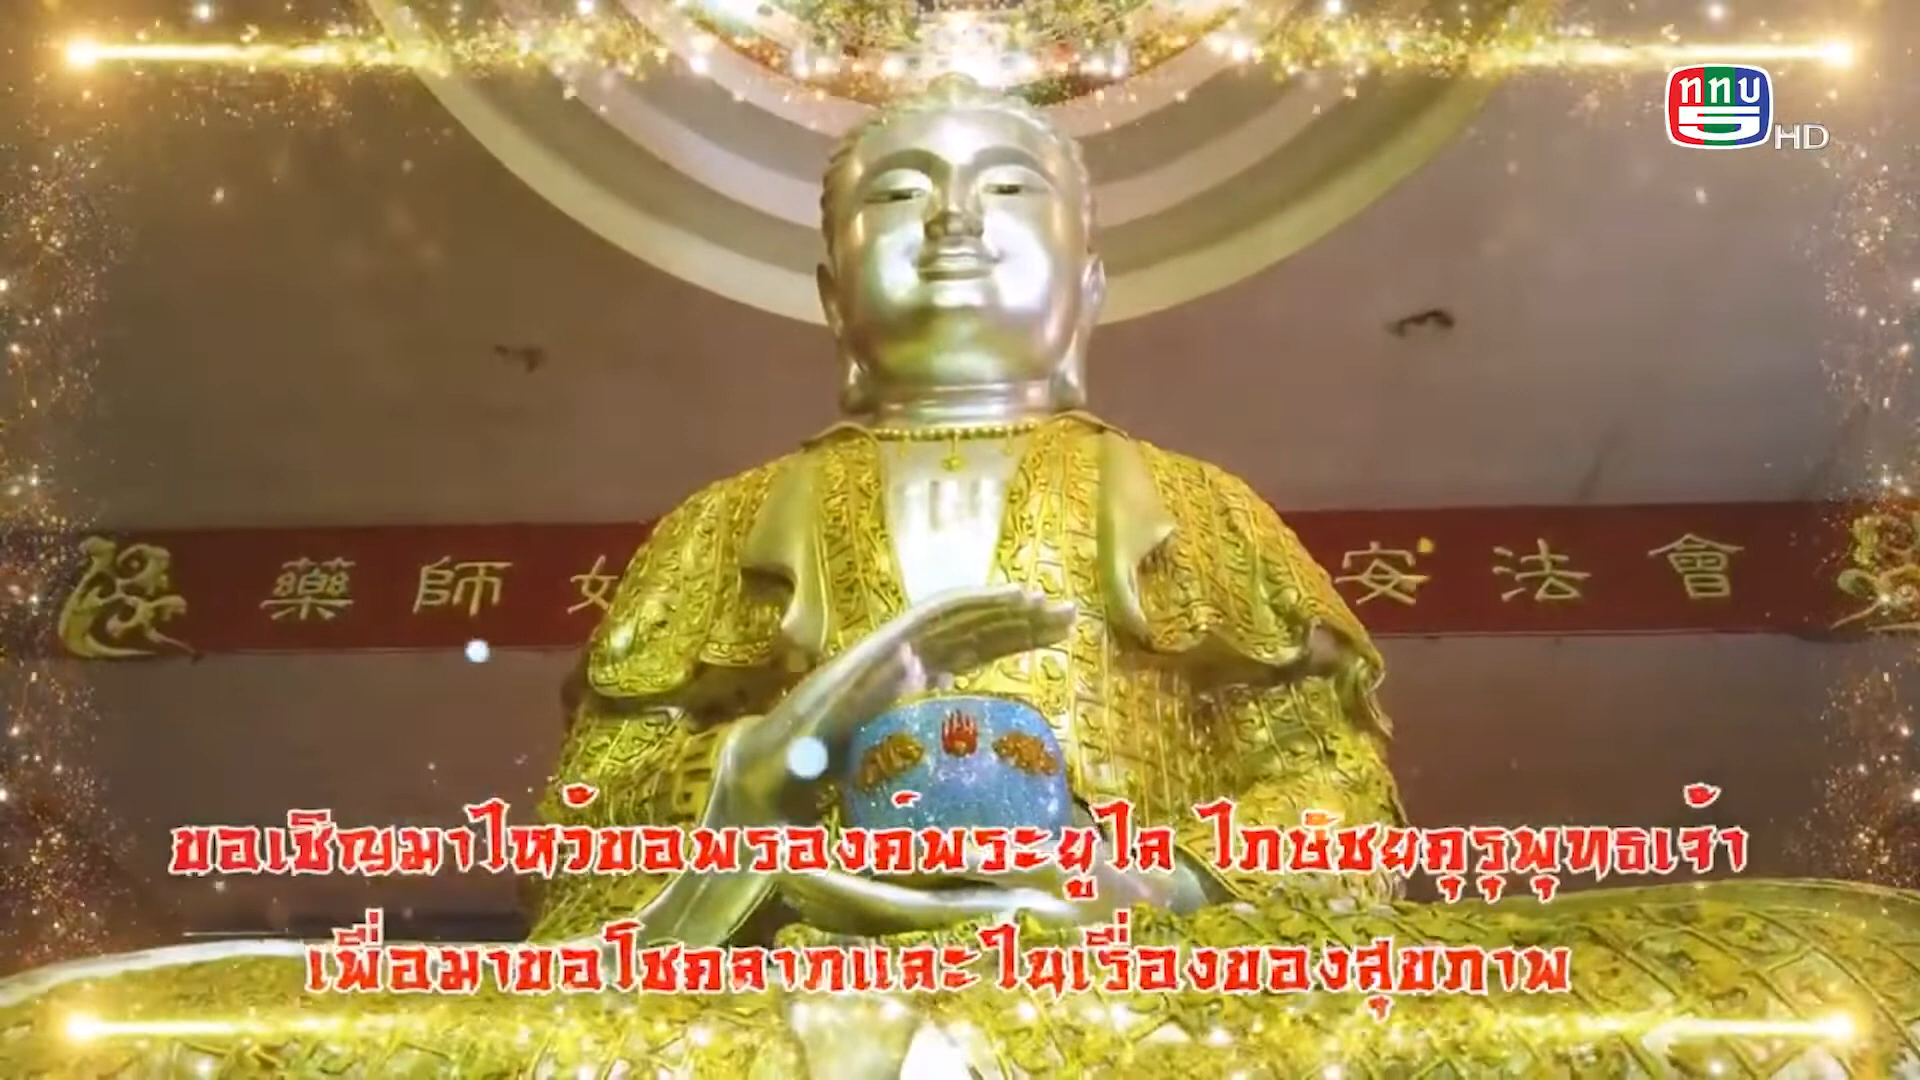 ททบ
HD
藥師
安法會
ขอเชิญมาไหว้ขอพรองค์พระยูไล ไภษัชยคุรุพุทธเจ้า
เพื่อมาขอโชคลาภและในเรื่องของสุขภาพ